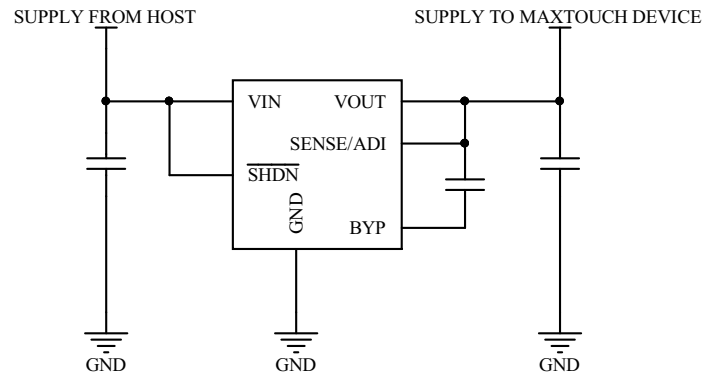 SUPPLY FROM HOST
SUPPLY TO MAXTOUCH DEVICE
VIN
VOUT
SENSE/ADI
SHDN
GND
BYP
GND
GND
GND